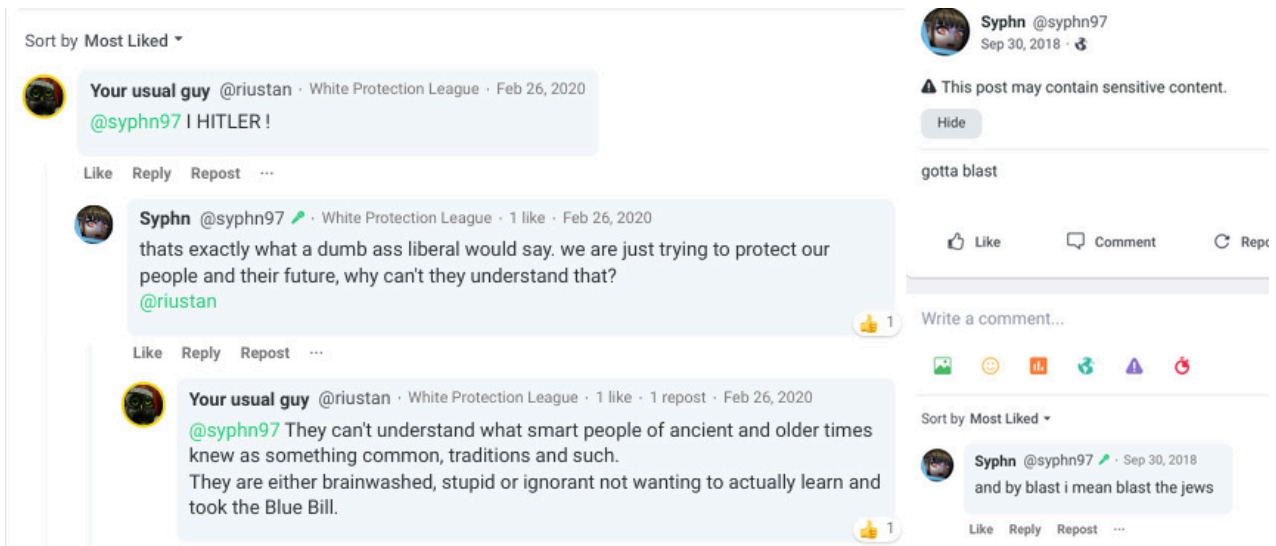 Sort by Most Liked
Your usual guy @riustan · White Protection League · Feb 26, 2020
@syphn97 I HITLER !
Like Reply Repost ···
Syphn @syphn97 · White Protection League · 1 like · Feb 26, 2020
thats exactly what a dumb ass liberal would say. we are just trying to protect our
people and their future, why can't they understand that?
@riustan
1
Like Reply Repost ···
Your usual guy @riustan · White Protection League · 1 like · 1 repost · Feb 26, 2020
@syphn97 They can't understand what smart people of ancient and older times
knew as something common, traditions and such.
They are either brainwashed, stupid or ignorant not wanting to actually learn and
took the Blue Bill.
1
Syphn @syphn97
Sep 30, 2018 ·
This post may contain sensitive content.
Hide
gotta blast
Like Comment Repo
Write a comment...
Sort by Most Liked
Syphn @syphn97 · Sep 30, 2018
and by blast i mean blast the jews
Like Reply Repost ···